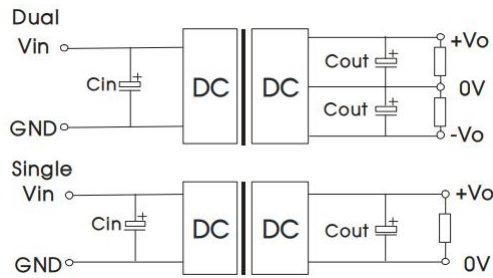 Dual
Vin
+Vo
Cout
Cin
+
+
DC
DC
0V
Cout
+
GND
-Vo
Single
Vin
+Vo
Cin
+
DC
DC
Cout
+
GND
0V